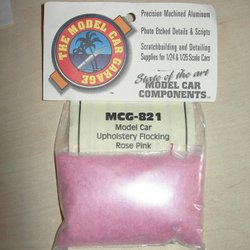 THE MODEL CAR GARAGE
Precision Machined Aluminum
Photo Etched Details & Scripts
Scratchbuilding and Detailing
Supplies for 1/24 & 1/25 Scale Cars
State of the art
MODEL CAR
COMPONENTS
MCG-821
Model Car
Upholstery Flocking
Rose Pink